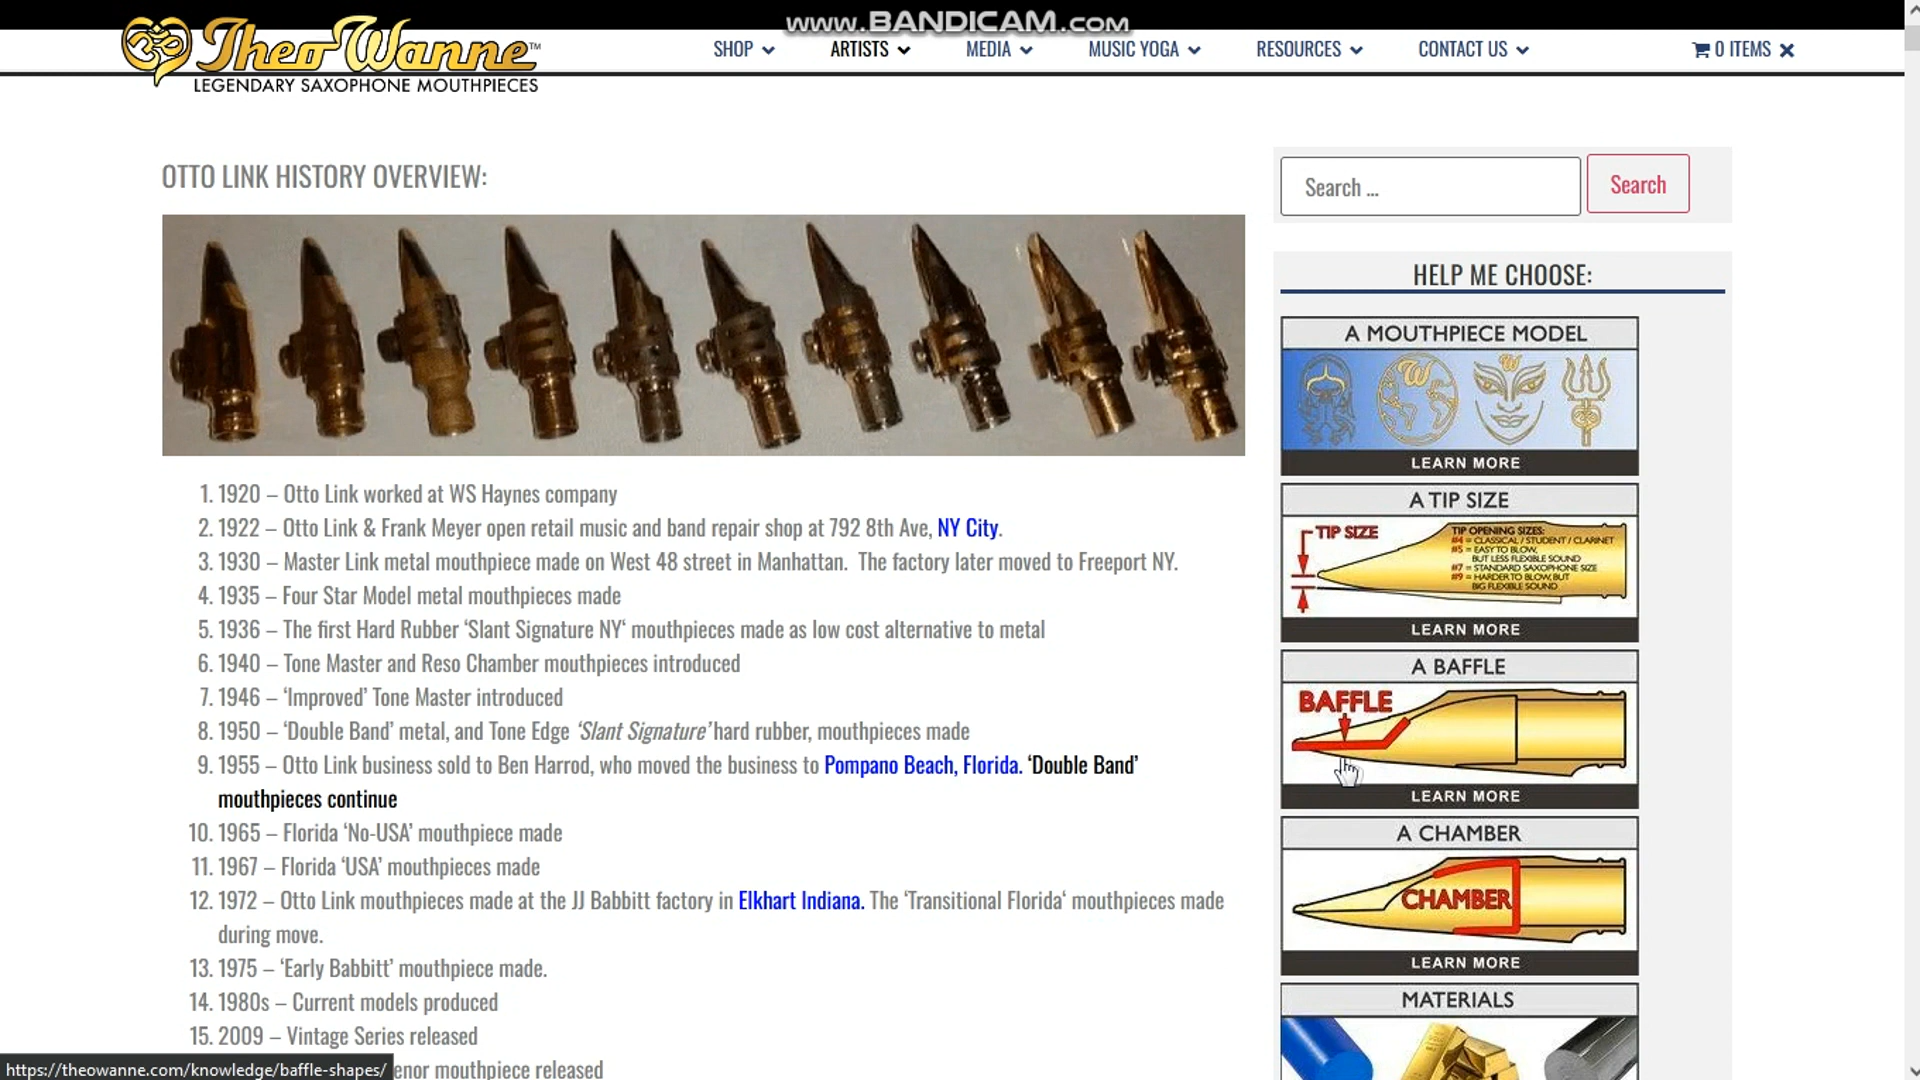 www.BANDICAM.com
Theo Wanne™
LEGENDARY SAXOPHONE MOUTHPIECES
SHOP
ARTISTS
MEDIA
MUSIC YOGA
RESOURCES
CONTACT US
0 ITEMS
OTTO LINK HISTORY OVERVIEW:
1. 1920 – Otto Link worked at WS Haynes company
2. 1922 – Otto Link & Frank Meyer open retail music and band repair shop at 792 8th Ave, NY City.
3. 1930 – Master Link metal mouthpiece made on West 48 street in Manhattan. The factory later moved to Freeport NY.
4. 1935 – Four Star Model metal mouthpieces made
5. 1936 – The first Hard Rubber ‘Slant Signature NY‘ mouthpieces made as low cost alternative to metal
6. 1940 – Tone Master and Reso Chamber mouthpieces introduced
7. 1946 – ‘Improved’ Tone Master introduced
8. 1950 – ‘Double Band’ metal, and Tone Edge ‘Slant Signature’ hard rubber, mouthpieces made
9. 1955 – Otto Link business sold to Ben Harrod, who moved the business to Pompano Beach, Florida. ‘Double Band’
mouthpieces continue
10. 1965 – Florida ‘No-USA’ mouthpiece made
11. 1967 – Florida ‘USA’ mouthpieces made
12. 1972 – Otto Link mouthpieces made at the JJ Babbitt factory in Elkhart Indiana. The ‘Transitional Florida‘ mouthpieces made
during move.
13. 1975 – ‘Early Babbitt’ mouthpiece made.
14. 1980s – Current models produced
15. 2009 – Vintage Series released
enor mouthpiece released
https://theowanne.com/knowledge/baffle-shapes/
Search ...
Search
HELP ME CHOOSE:
A MOUTHPIECE MODEL
LEARN MORE
A TIP SIZE
TIP SIZE
TIP OPENING SIZES:
#4 = CLASSICAL / STUDENT / CLARINET
#5 = EASY TO BLOW,
BUT LESS FLEXIBLE SOUND
#7 = STANDARD SAXOPHONE SIZE
#9 = HARDER TO BLOW, BUT
BIG FLEXIBLE SOUND
LEARN MORE
A BAFFLE
BAFFLE
LEARN MORE
A CHAMBER
CHAMBER
LEARN MORE
MATERIALS